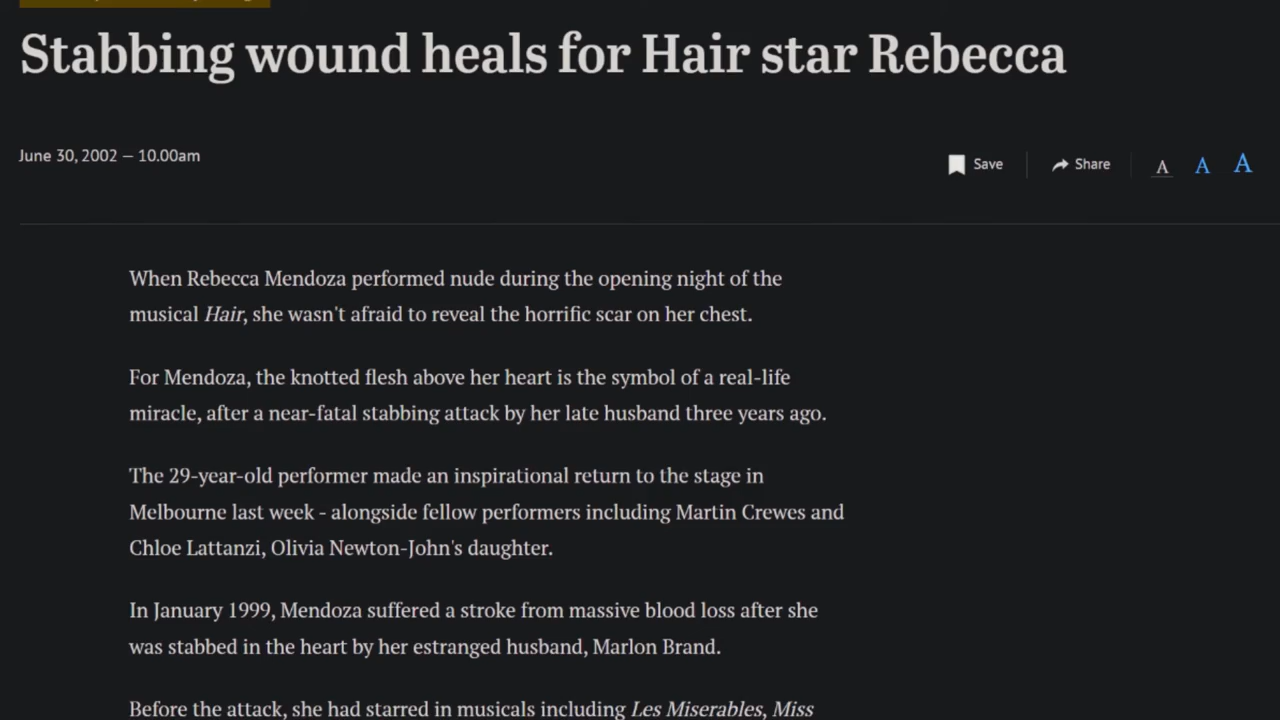 Stabbing wound heals for Hair star Rebecca
June 30, 2002 — 10.00am
Save
Share
A
A
A
When Rebecca Mendoza performed nude during the opening night of the
musical Hair, she wasn't afraid to reveal the horrific scar on her chest.
For Mendoza, the knotted flesh above her heart is the symbol of a real-life
miracle, after a near-fatal stabbing attack by her late husband three years ago.
The 29-year-old performer made an inspirational return to the stage in
Melbourne last week - alongside fellow performers including Martin Crewes and
Chloe Lattanzi, Olivia Newton-John's daughter.
In January 1999, Mendoza suffered a stroke from massive blood loss after she
was stabbed in the heart by her estranged husband, Marlon Brand.
Before the attack, she had starred in musicals including Les Miserables, Miss